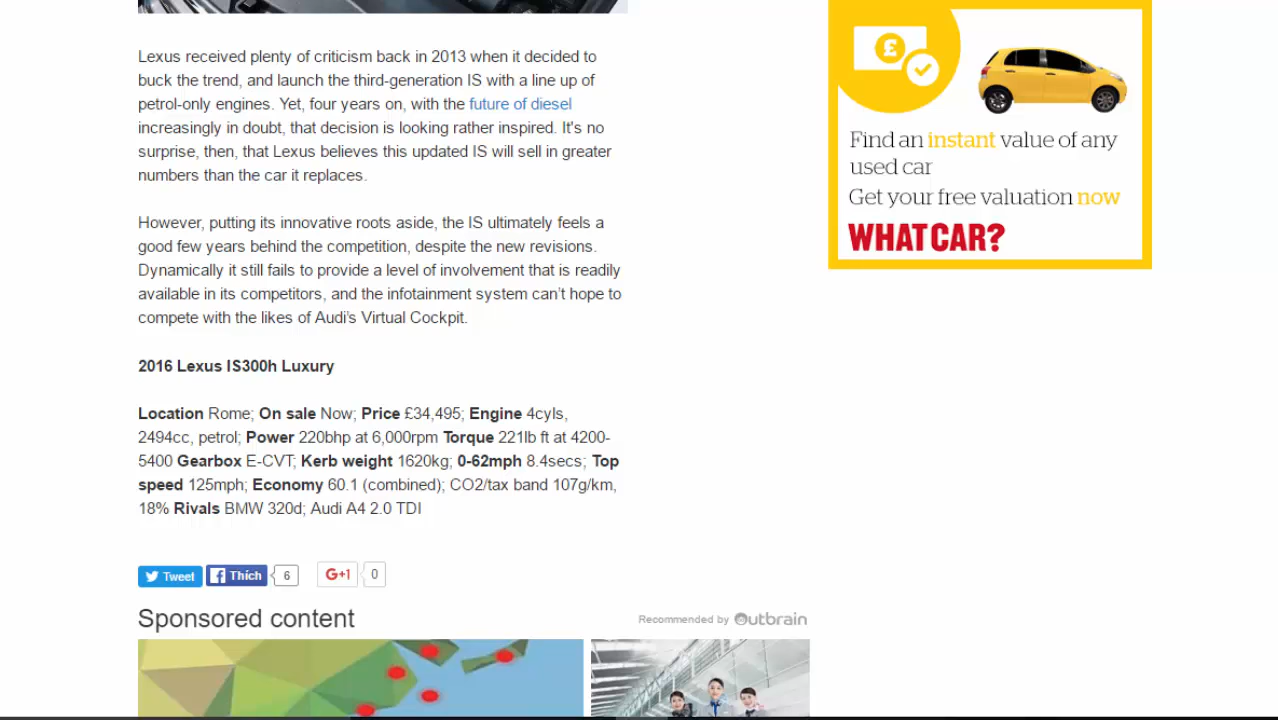 Lexus received plenty of criticism back in 2013 when it decided to
buck the trend, and launch the third-generation IS with a line up of
petrol-only engines. Yet, four years on, with the future of diesel
increasingly in doubt, that decision is looking rather inspired. It's no
surprise, then, that Lexus believes this updated IS will sell in greater
numbers than the car it replaces.
However, putting its innovative roots aside, the IS ultimately feels a
good few years behind the competition, despite the new revisions.
Dynamically it still fails to provide a level of involvement that is readily
available in its competitors, and the infotainment system can’t hope to
compete with the likes of Audi’s Virtual Cockpit.
2016 Lexus IS300h Luxury
Location Rome; On sale Now; Price £34,495; Engine 4cyls,
2494cc, petrol; Power 220bhp at 6,000rpm Torque 221lb ft at 4200-
5400 Gearbox E-CVT; Kerb weight 1620kg; 0-62mph 8.4secs; Top
speed 125mph; Economy 60.1 (combined); CO2/tax band 107g/km,
18% Rivals BMW 320d; Audi A4 2.0 TDI
Tweet Thích 6 G+1 0
Sponsored content
Recommended by Outbrain
£
Find an instant value of any
used car
Get your free valuation now
WHAT CAR?